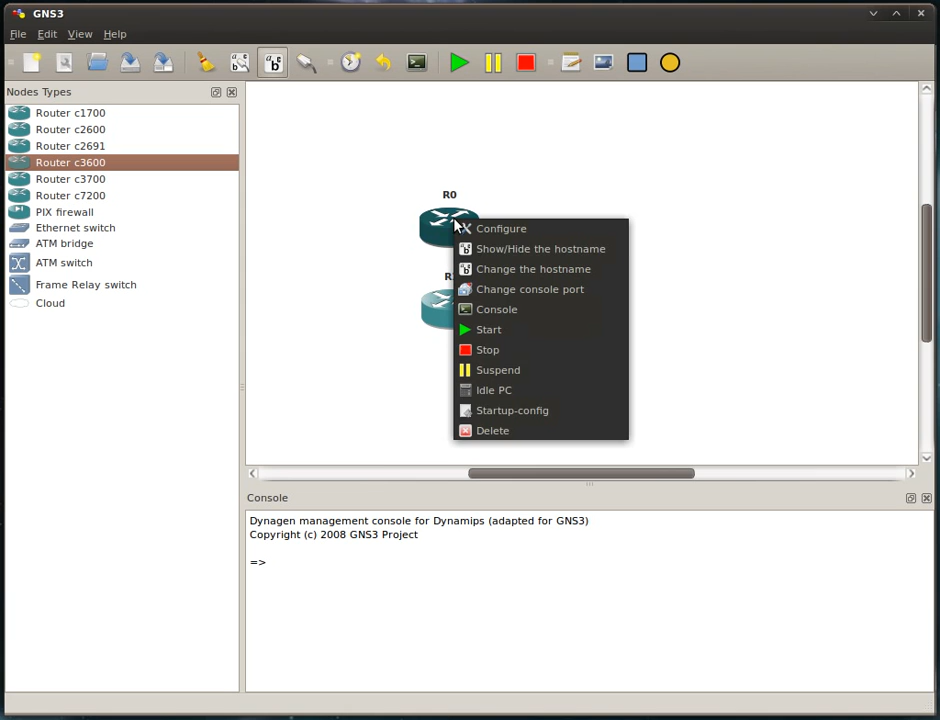 GNS3
File Edit View Help
Nodes Types
Router c1700
Router c2600
Router c2691
Router c3600
Router c3700
Router c7200
PIX firewall
Ethernet switch
ATM bridge
ATM switch
Frame Relay switch
Cloud
R0
Configure
Show/Hide the hostname
Change the hostname
Change console port
Console
Start
Stop
Suspend
Idle PC
Startup-config
Delete
Console
Dynagen management console for Dynamips (adapted for GNS3)
Copyright (c) 2008 GNS3 Project
=>